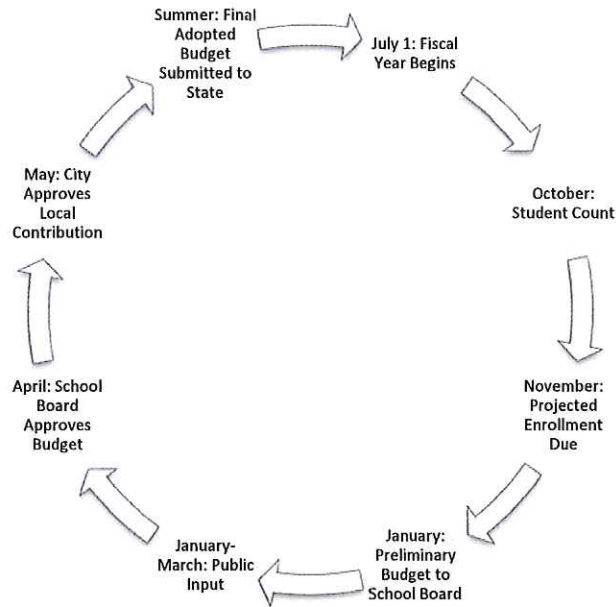 Summer: Final
Adopted
Budget
Submitted to
State
July 1: Fiscal
Year Begins
October:
Student Count
November:
Projected
Enrollment
Due
January:
Preliminary
Budget to
School Board
January-
March: Public
Input
April: School
Board
Approves
Budget
May: City
Approves
Local
Contribution